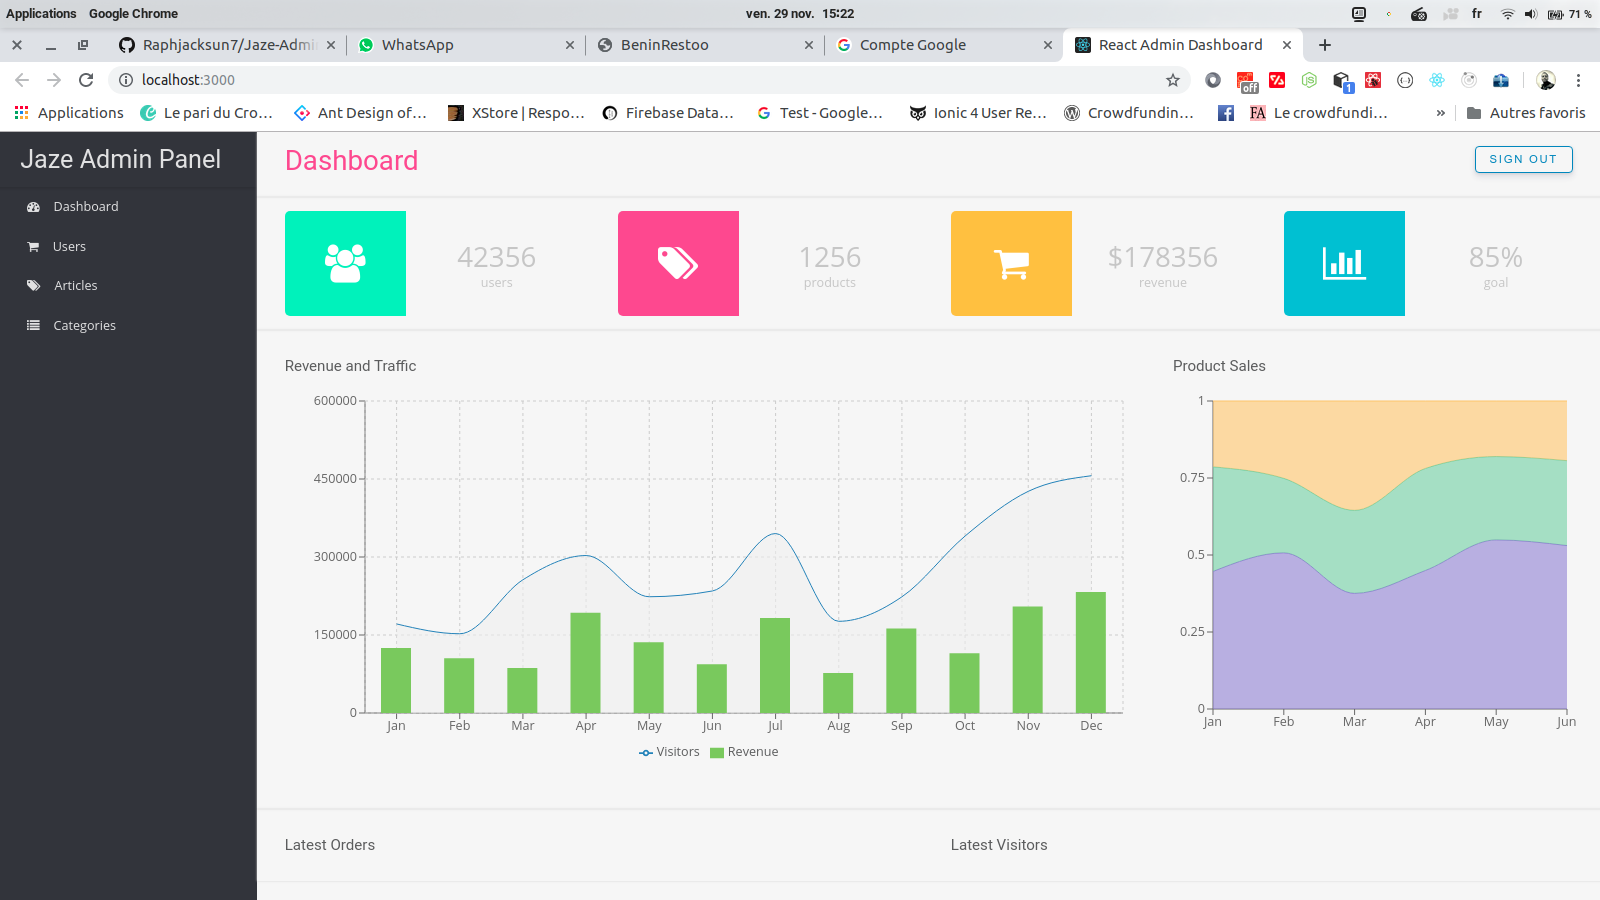 Applications Google Chrome ven. 29 nov. 15:22 fr 71 %
Raphjacksun7/Jaze-Admi WhatsApp BeninRestoo Compte Google React Admin Dashboard
localhost:3000 off 1
Applications Le pari du Cro... Ant Design of... XStore | Respo... Firebase Data... Test - Google... Ionic 4 User Re... Crowdfundin... FA Le crowdfundi... » Autres favoris
Jaze Admin Panel
Dashboard
Users
Articles
Categories
Dashboard
SIGN OUT
42356
users
1256
products
$178356
revenue
85%
goal
Revenue and Traffic
600000
450000
300000
150000
0
Jan Feb Mar Apr May Jun Jul Aug Sep Oct Nov Dec
Visitors Revenue
Product Sales
1
0.75
0.5
0.25
0
Jan Feb Mar Apr May Jun
Latest Orders
Latest Visitors